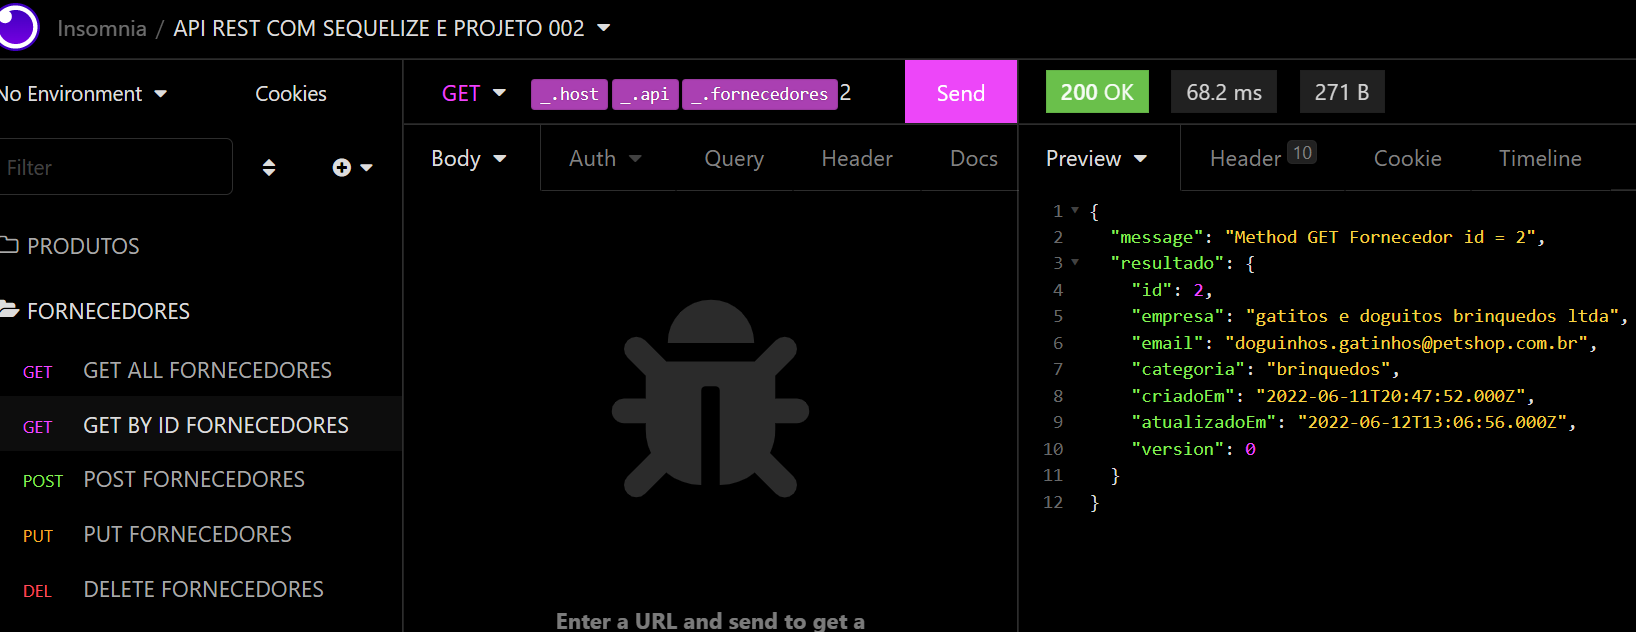 Insomnia / API REST COM SEQUELIZE E PROJETO 002
No Environment
Cookies
Filter
PRODUTOS
FORNECEDORES
GET GET ALL FORNECEDORES
GET GET BY ID FORNECEDORES
POST POST FORNECEDORES
PUT PUT FORNECEDORES
DEL DELETE FORNECEDORES
GET _.host _.api _.fornecedores 2 Send
Body Auth Query Header Docs
Enter a URL and send to get a
200 OK 68.2 ms 271 B
Preview Header 10 Cookie Timeline
1 {
2 "message": "Method GET Fornecedor id = 2",
3 "resultado": {
4 "id": 2,
5 "empresa": "gatitos e doguitos brinquedos ltda",
6 "email": "doguinhos.gatinhos@petshop.com.br",
7 "categoria": "brinquedos",
8 "criadoEm": "2022-06-11T20:47:52.000Z",
9 "atualizadoEm": "2022-06-12T13:06:56.000Z",
10 "version": 0
11 }
12 }